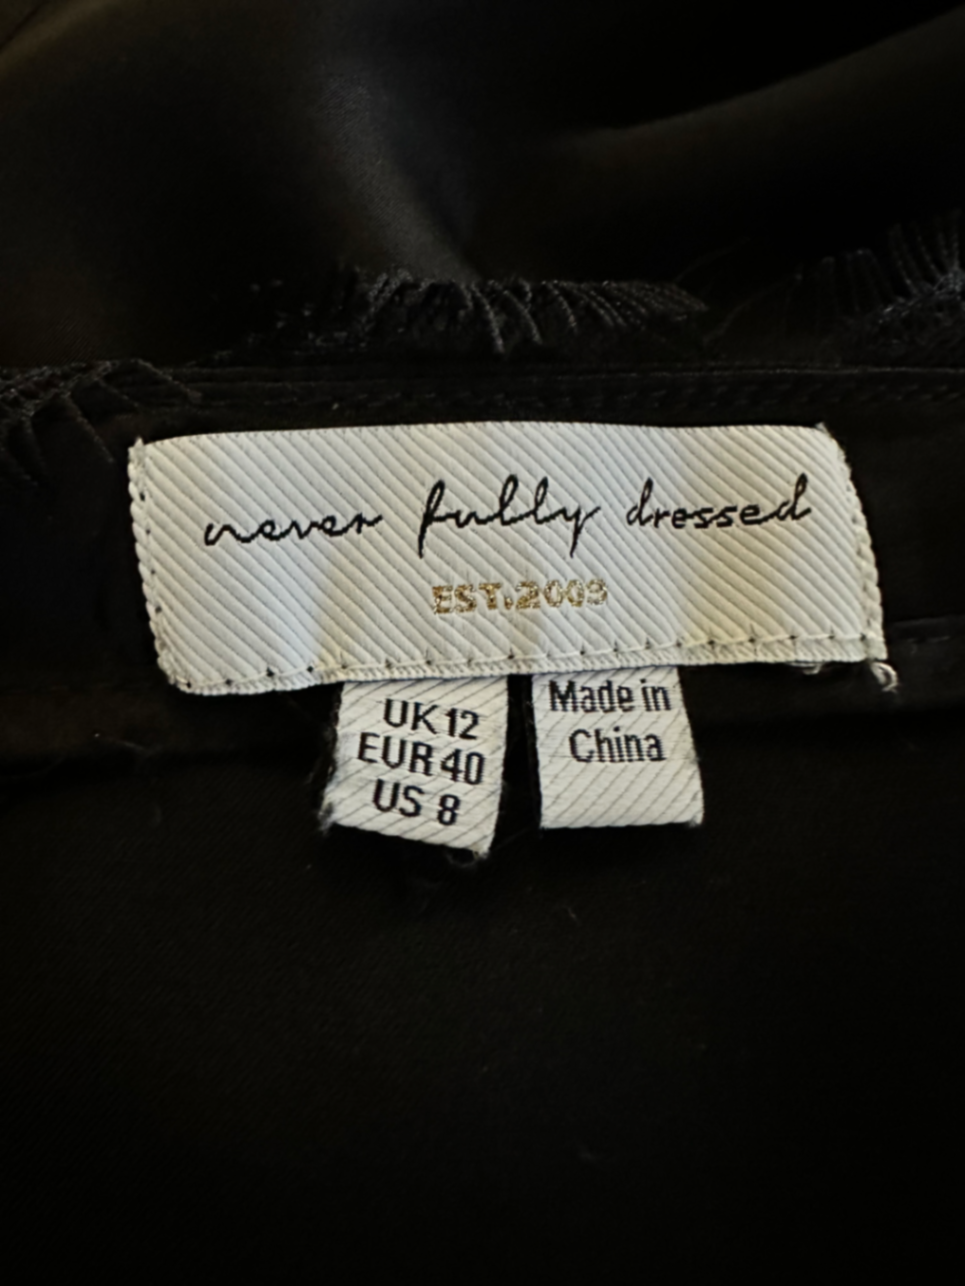 never fully dressed
EST.2009
UK 12
EUR 40
US 8
Made in
China